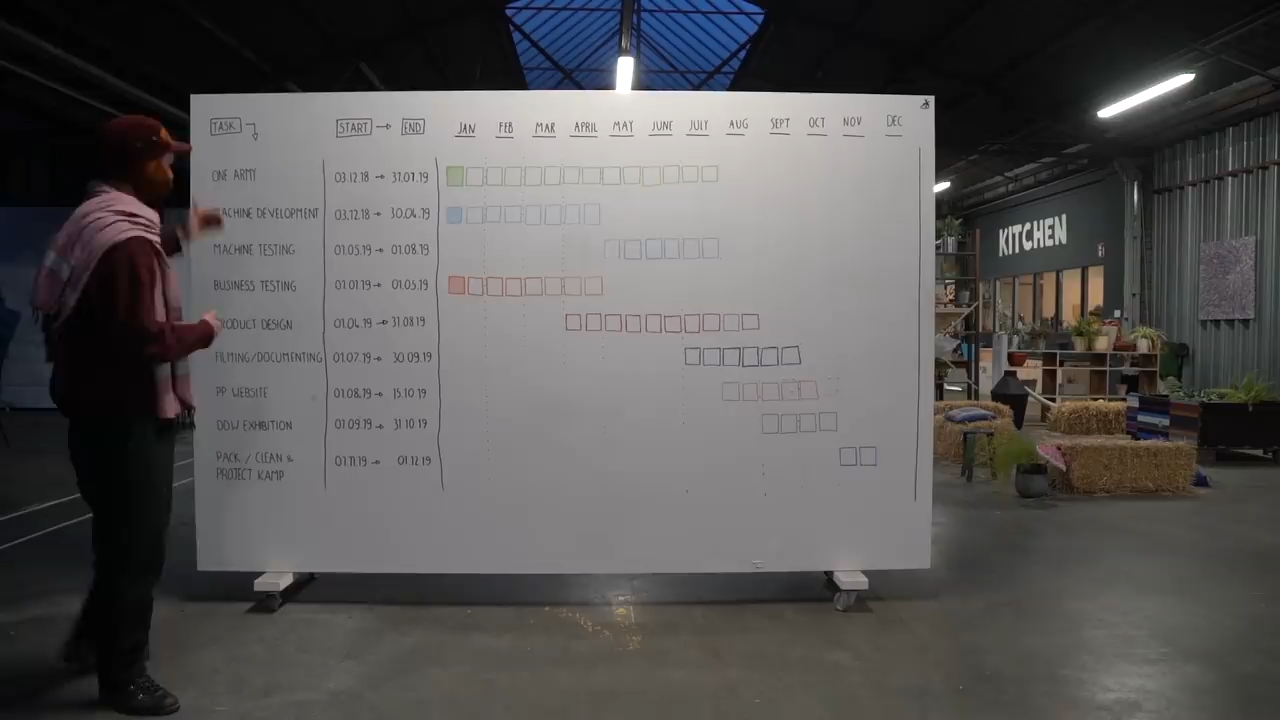 TASK START → END JAN FEB MAR APRIL MAY JUNE JULY AUG SEPT OCT NOV DEC
ONE ARMY 03.12.18 → 31.07.19
MACHINE DEVELOPMENT 03.12.18 → 30.04.19
MACHINE TESTING 01.05.19 → 01.08.19
BUSINESS TESTING 01.01.19 → 01.05.19
PRODUCT DESIGN 01.04.19 → 31.08.19
FILMING/DOCUMENTING 01.07.19 → 30.09.19
PP WEBSITE 01.08.19 → 15.10.19
DDW EXHIBITION 01.09.19 → 31.10.19
PACK / CLEAN & 01.11.19 → 01.12.19
PROJECT KAMP
KITCHEN